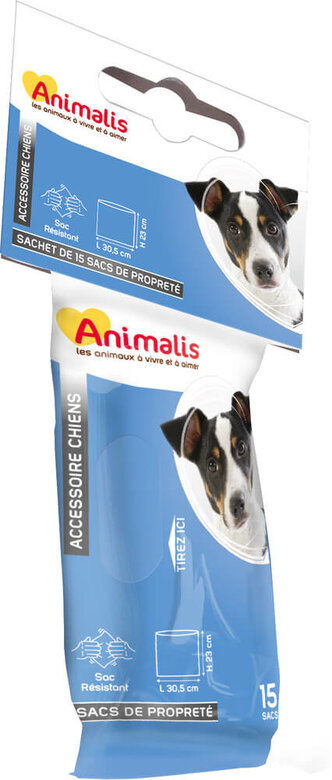 Animalis
les animaux à vivre et à aimer
ACCESSOIRE CHIENS
Sac
Résistant
L 30,5 cm
H 23 cm
SACHET DE 15 SACS DE PROPRETÉ
Animalis
les animaux à vivre et à aimer
ACCESSOIRE CHIENS
TIREZ ICI
Sac
Résistant
L 30,5 cm
H 23 cm
15
SACS
SACS DE PROPRETÉ